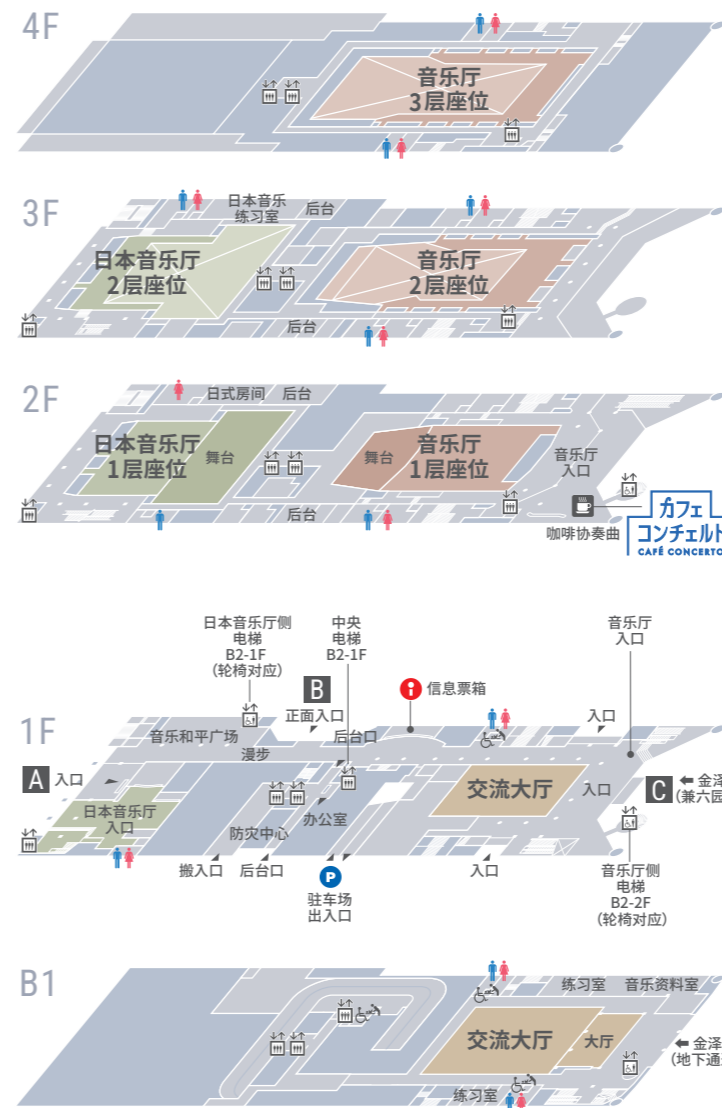 4F
音乐厅
3层座位
3F
日本音乐
练习室
后台
日本音乐厅
2层座位
音乐厅
2层座位
后台
2F
日式房间
后台
日本音乐厅
1层座位
舞台
舞台
音乐厅
1层座位
音乐厅
入口
后台
咖啡协奏曲
カフェ
コンチェルト
CAFÉ CONCERTO
日本音乐厅侧
电梯
B2-1F
（轮椅对应）
中央
电梯
B2-1F
音乐厅
入口
B
正面入口
信息票箱
1F
音乐和平广场
后台口
入口
漫步
A 入口
交流大厅
入口
C
金泽
（兼六园
日本音乐厅
入口
办公室
防灾中心
搬入口
后台口
P
驻车场
出入口
入口
音乐厅侧
电梯
B2-2F
（轮椅对应）
B1
练习室
音乐资料室
交流大厅
大厅
金泽
（地下通
练习室